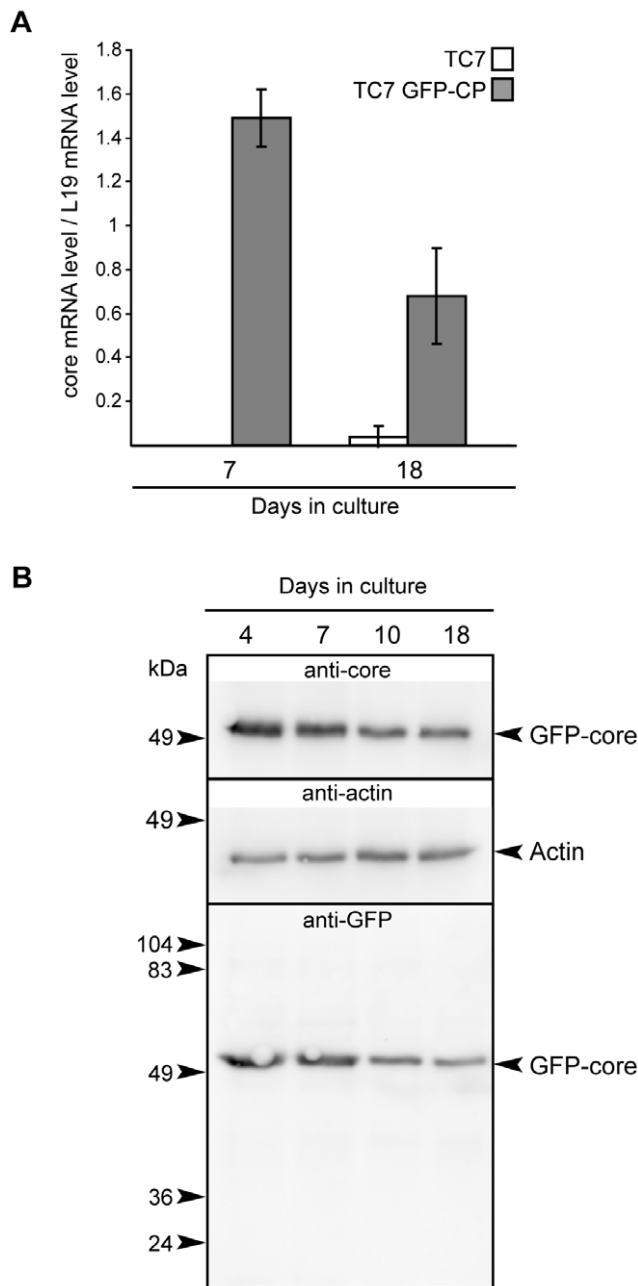 A
TC7
TC7 GFP-CP
core mRNA level / L19 mRNA level
1.8
1.6
1.4
1.2
1
0.8
0.6
0.4
0.2
7 18
Days in culture
B
Days in culture
4 7 10 18
kDa
anti-core
49 GFP-core
anti-actin
49
Actin
anti-GFP
104
83
49 GFP-core
36
24